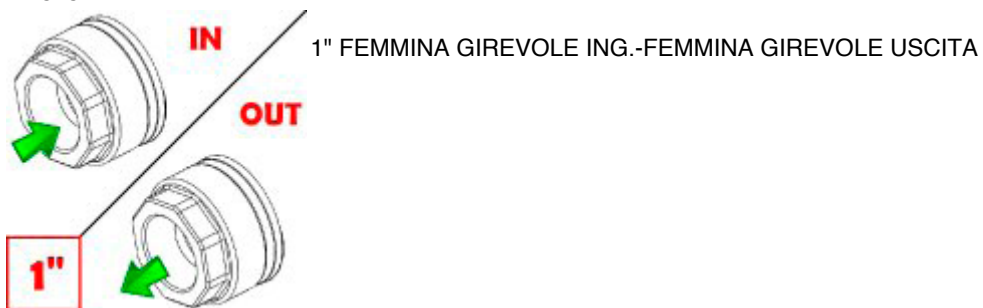 IN
1" FEMMINA GIREVOLE ING.-FEMMINA GIREVOLE USCITA
OUT
1"